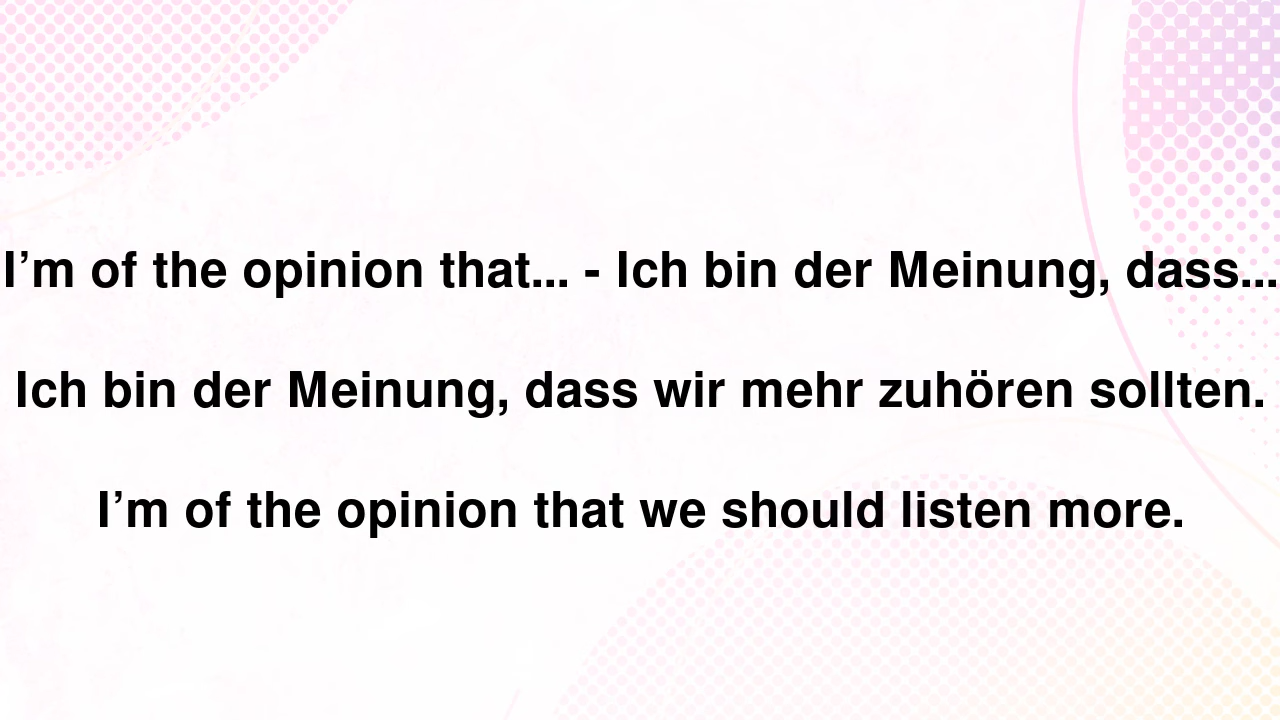 I’m of the opinion that... - Ich bin der Meinung, dass...
Ich bin der Meinung, dass wir mehr zuhören sollten.
I’m of the opinion that we should listen more.